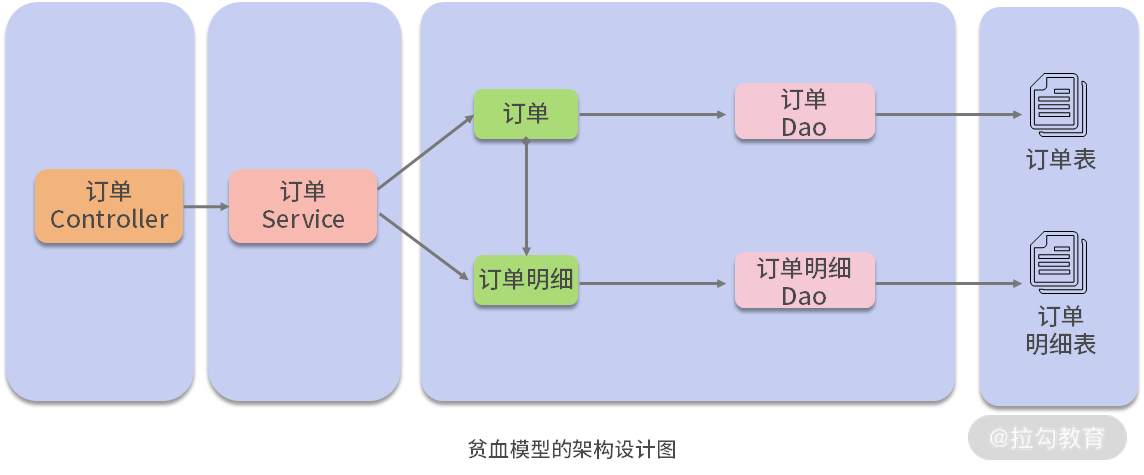 订单
Controller
订单
Service
订单
订单明细
订单
Dao
订单明细
Dao
订单表
订单
明细表
贫血模型的架构设计图
@拉勾教育